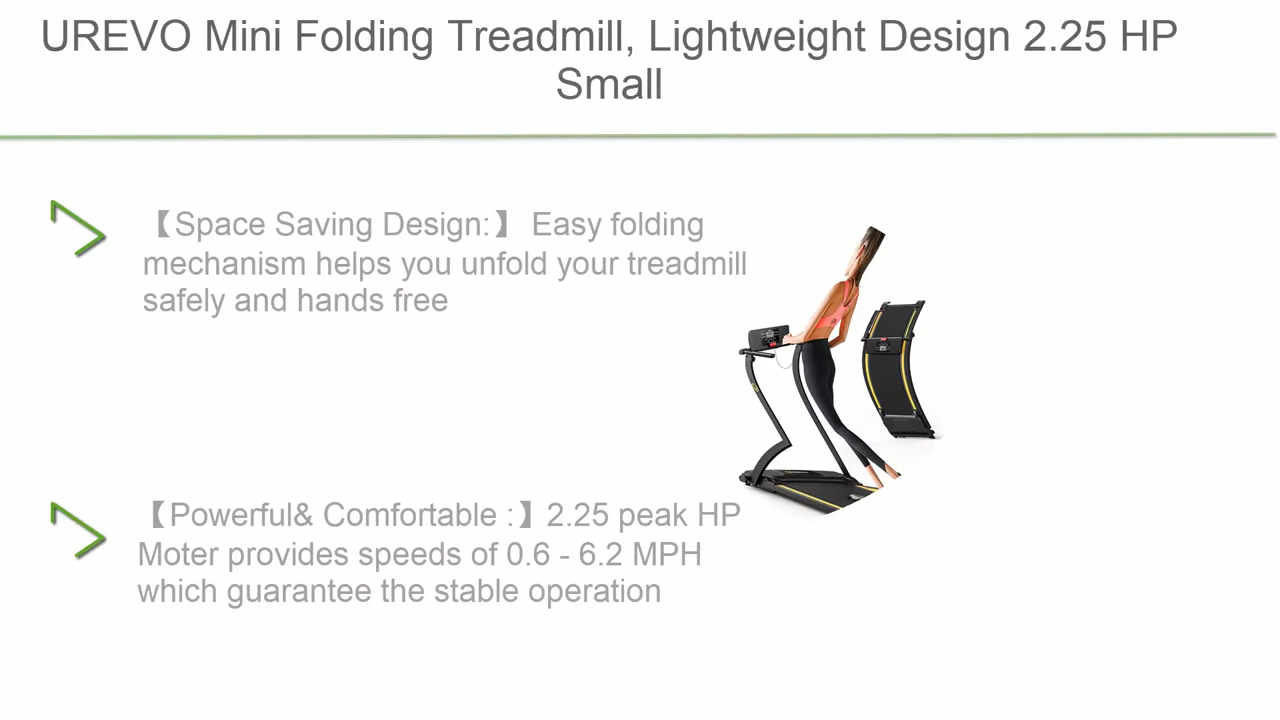 UREVO Mini Folding Treadmill, Lightweight Design 2.25 HP
Small
【Space Saving Design:】 Easy folding
mechanism helps you unfold your treadmill
safely and hands free
【Powerful& Comfortable :】2.25 peak HP
Moter provides speeds of 0.6 - 6.2 MPH
which guarantee the stable operation